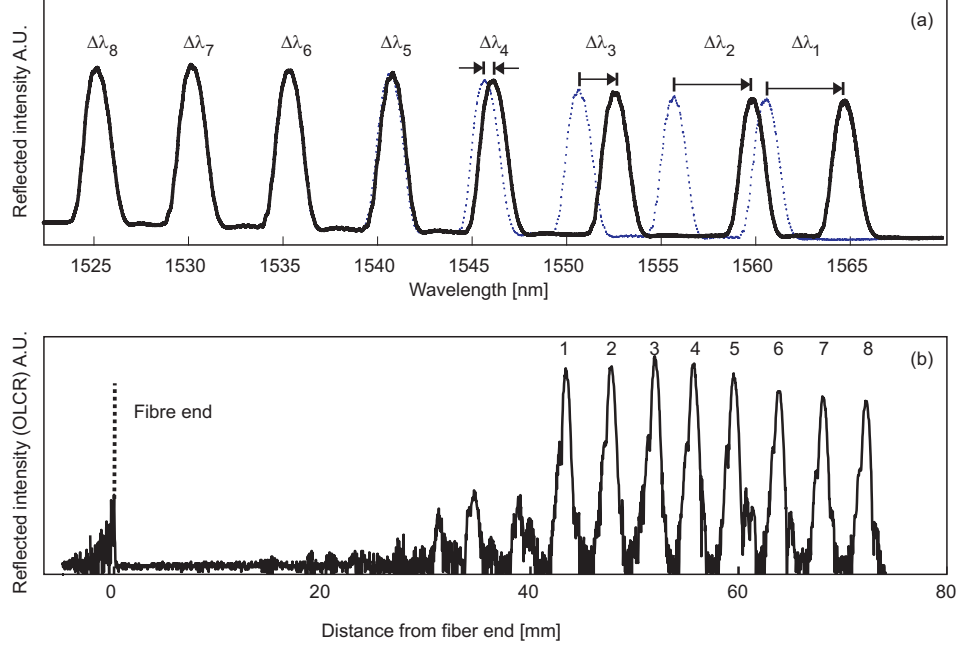 (a)
Δλ8 Δλ7 Δλ6 Δλ5 Δλ4 Δλ3 Δλ2 Δλ1
Reflected intensity A.U.
1525 1530 1535 1540 1545 1550 1555 1560 1565
Wavelength [nm]
1 2 3 4 5 6 7 8
(b)
Fibre end
Reflected intensity (OLCR) A.U.
0 20 40 60 80
Distance from fiber end [mm]